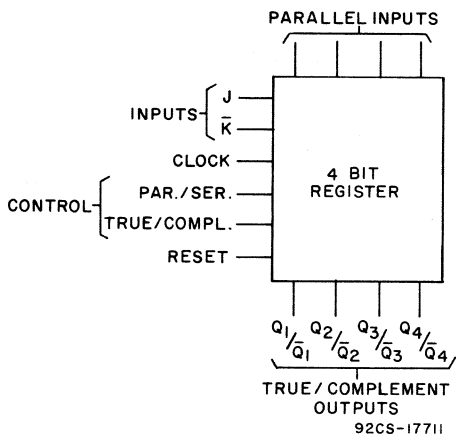 PARALLEL INPUTS
J
INPUTS
K̅
CLOCK
4 BIT
REGISTER
PAR./SER.
CONTROL
TRUE/COMPL.
RESET
Q1/Q̅1 Q2/Q̅2 Q3/Q̅3 Q4/Q̅4
TRUE/COMPLEMENT
OUTPUTS
92CS-17711